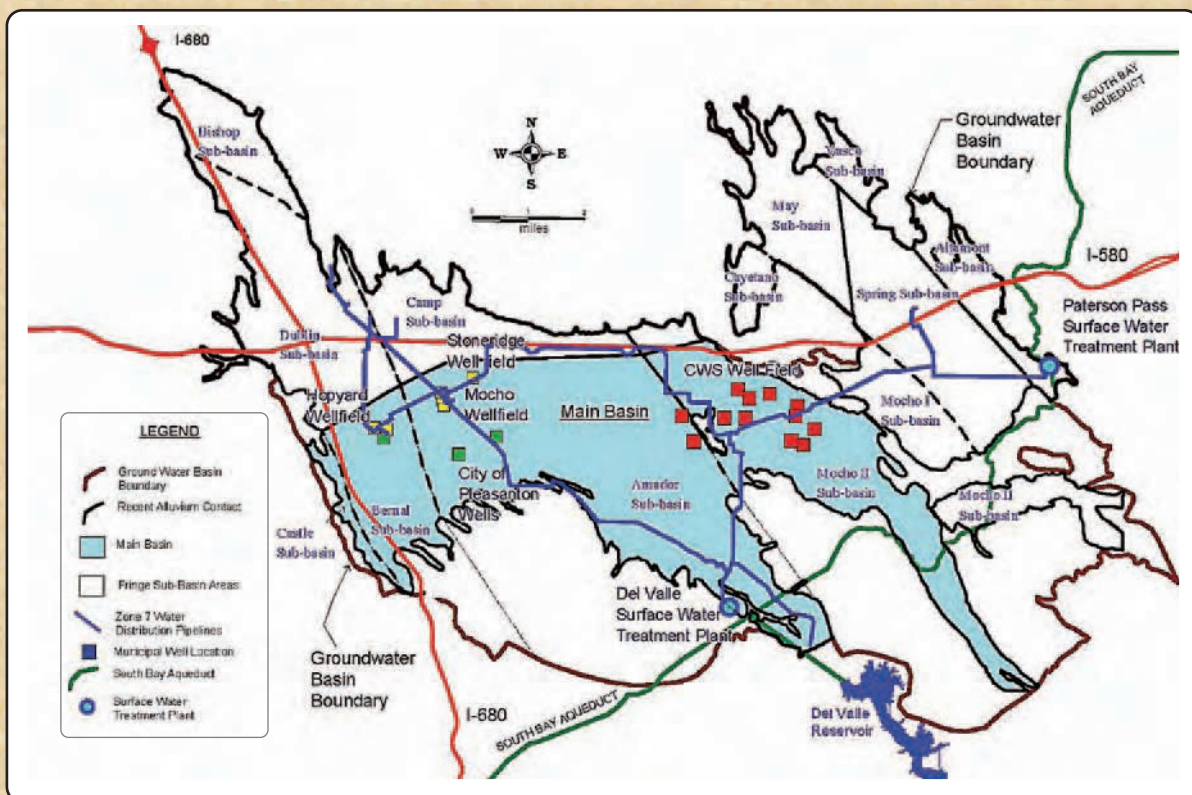 I-680
SOUTH BAY
AQUEDUCT
Groundwater
Basin
Boundary
Bishop
Sub-basin
N
W E
S
miles
Vasco
Sub-basin
May
Sub-basin
Altamont
Sub-basin
I-580
Cayetano
Sub-basin
Spring Sub-basin
Paterson Pass
Surface Water
Treatment Plant
Camp
Sub-basin
Dublin
Sub-basin
Stoneridge
Wellfield
CWS Well Field
Hopyard
Wellfield
Mocho
Wellfield
Main Basin
Mocho I
Sub-basin
City of
Pleasanton
Wells
Amador
Sub-basin
Mocho II
Sub-basin
Mocho II
Sub-basin
Bernal
Sub-basin
Castle
Sub-basin
Del Valle
Surface Water
Treatment Plant
Groundwater
Basin
Boundary
I-680
SOUTH BAY AQUEDUCT
Del Valle
Reservoir
LEGEND
Ground Water Basin
Boundary
Recent Alluvium Contact
Main Basin
Fringe Sub-Basin Areas
Zone 7 Water
Distribution Pipelines
Municipal Well Location
South Bay Aqueduct
Surface Water
Treatment Plant